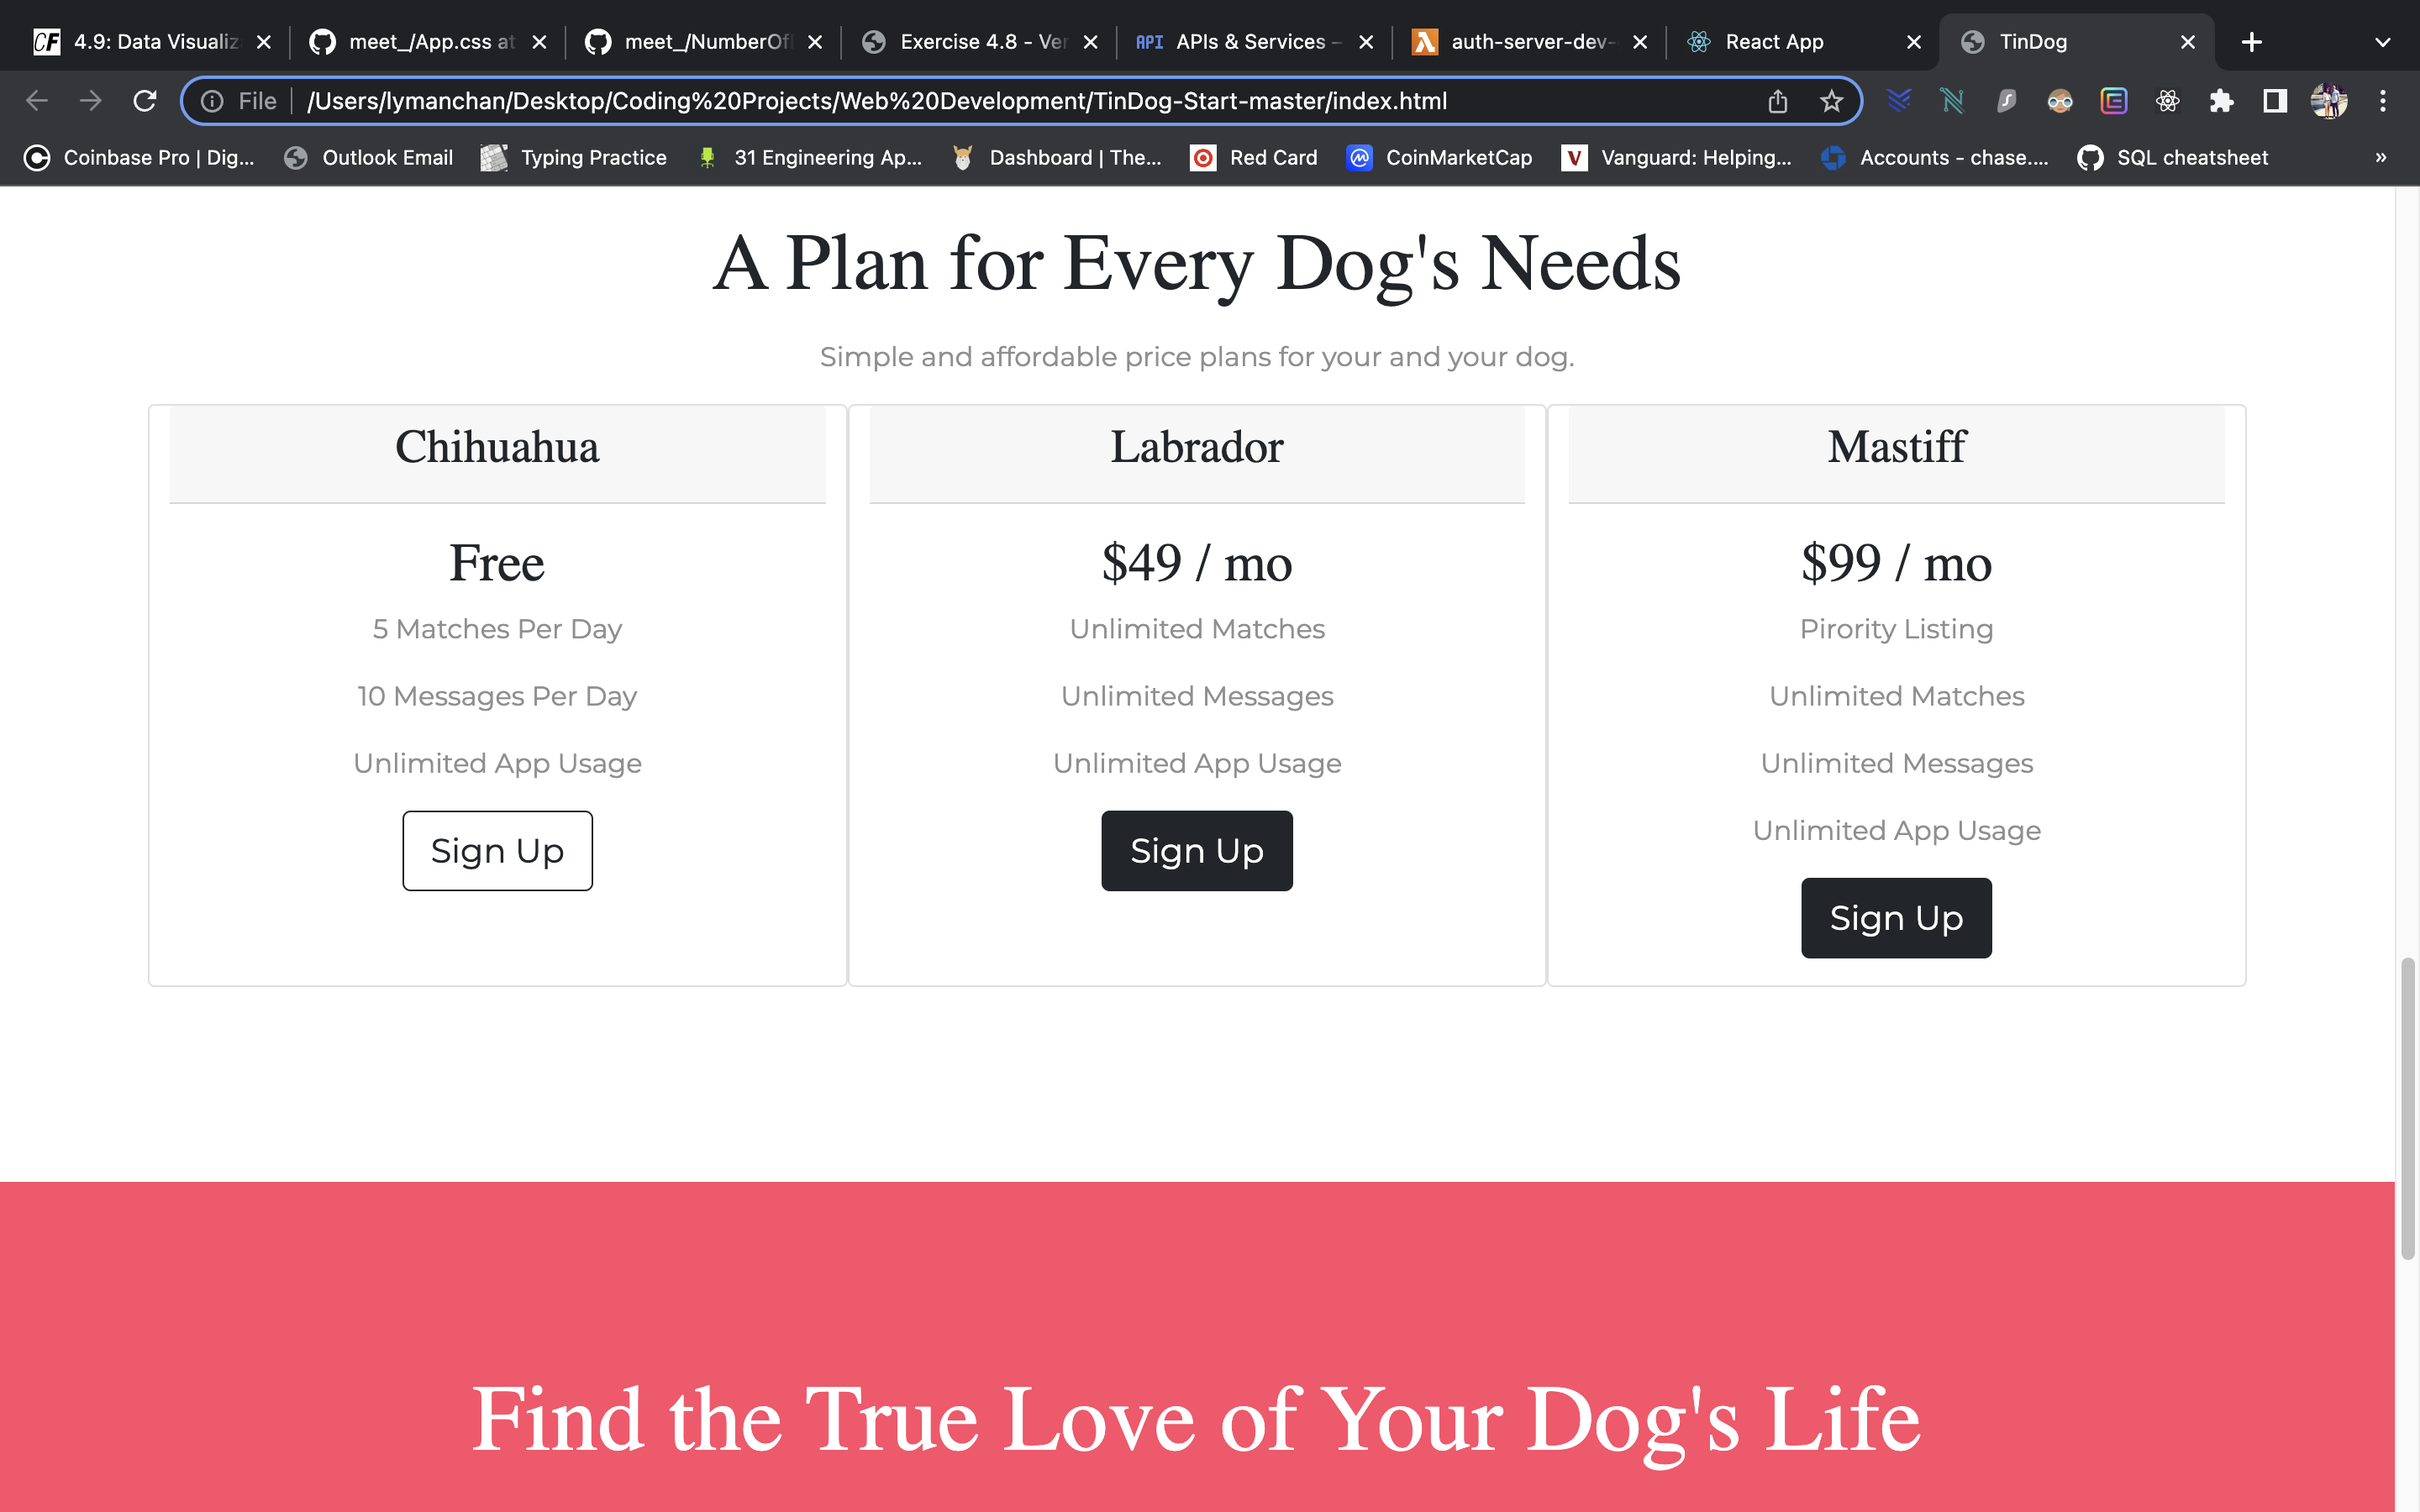 4.9: Data Visualiz
meet_/App.css at
meet_/NumberOf
Exercise 4.8 - Ver
API APIs & Services –
auth-server-dev-
React App
TinDog
File /Users/lymanchan/Desktop/Coding%20Projects/Web%20Development/TinDog-Start-master/index.html
Coinbase Pro | Dig...
Outlook Email
Typing Practice
31 Engineering Ap...
Dashboard | The...
Red Card
CoinMarketCap
V Vanguard: Helping...
Accounts - chase....
SQL cheatsheet
»
A Plan for Every Dog's Needs
Simple and affordable price plans for your and your dog.
Chihuahua
Free
5 Matches Per Day
10 Messages Per Day
Unlimited App Usage
Sign Up
Labrador
$49 / mo
Unlimited Matches
Unlimited Messages
Unlimited App Usage
Sign Up
Mastiff
$99 / mo
Pirority Listing
Unlimited Matches
Unlimited Messages
Unlimited App Usage
Sign Up
Find the True Love of Your Dog's Life